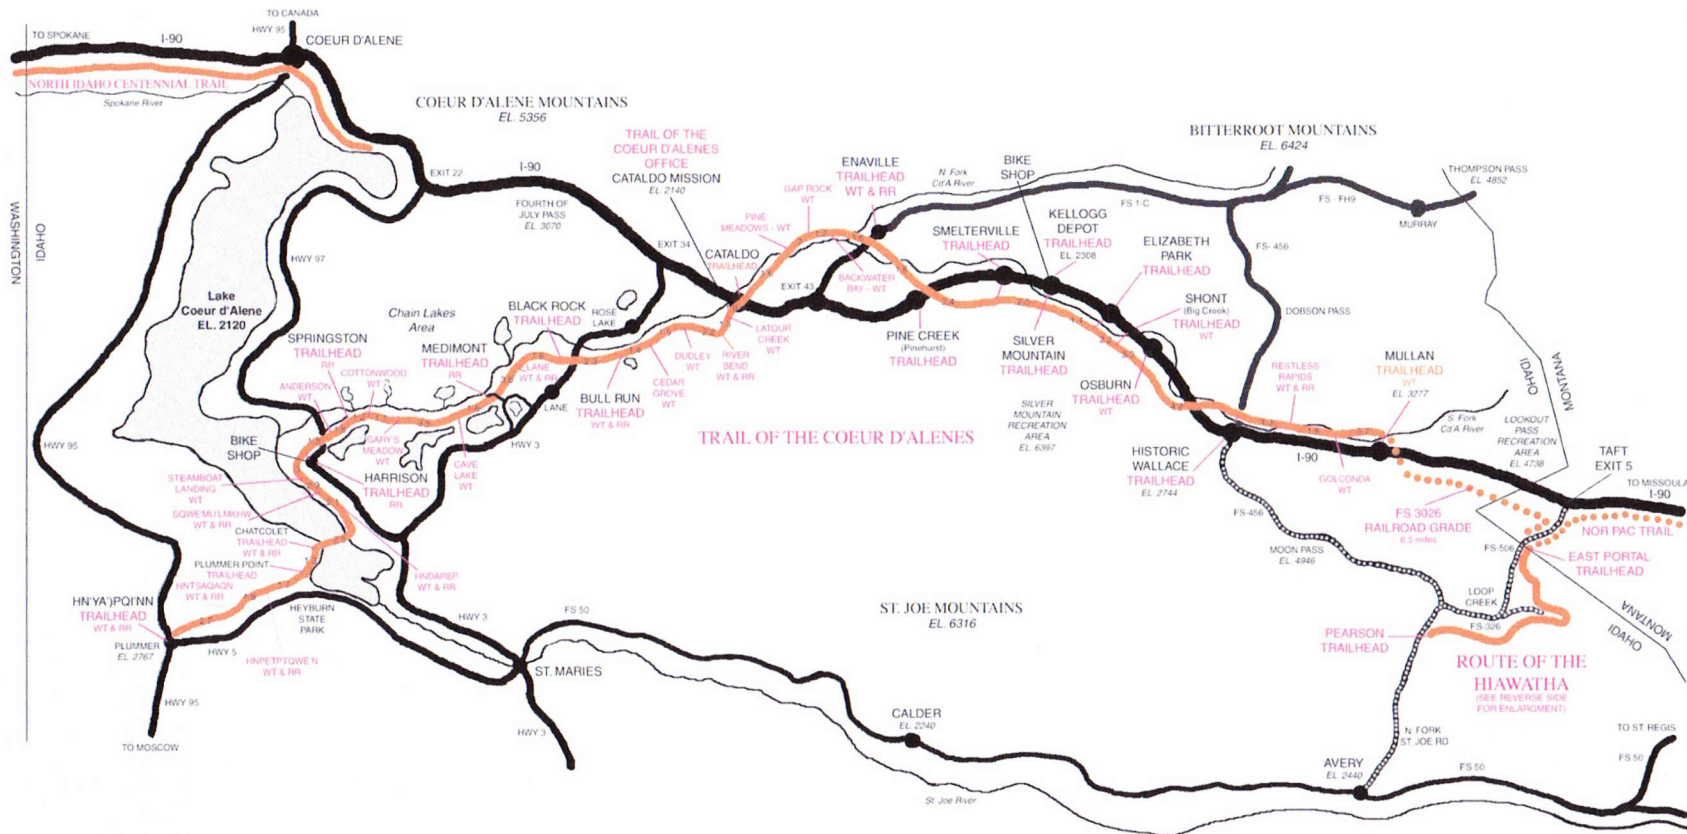 TO CANADA
HWY 95
TO SPOKANE
I-90
COEUR D'ALENE
NORTH IDAHO CENTENNIAL TRAIL
Spokane River
COEUR D'ALENE MOUNTAINS
EL. 5356
EXIT 22
I-90
FOURTH OF
JULY PASS
EL. 3070
TRAIL OF THE
COEUR D'ALENES
OFFICE
CATALDO MISSION
EL. 2140
EXIT 34
CATALDO
TRAILHEAD
PINE
MEADOWS - WT
GAP ROCK
WT
ENAVILLE
TRAILHEAD
WT & RR
N. Fork
Cd'A River
BACKWATER
BAY - WT
EXIT 43
BITTERROOT MOUNTAINS
EL. 6424
BIKE
SHOP
SMELTERVILLE
TRAILHEAD
KELLOGG
DEPOT
TRAILHEAD
EL. 2308
ELIZABETH
PARK
TRAILHEAD
SHONT
(Big Creek)
TRAILHEAD
WT
FS 1-C
FS - FH9
THOMPSON PASS
EL. 4852
MURRAY
FS- 456
DOBSON PASS
WASHINGTON
IDAHO
Lake
Coeur d'Alene
EL. 2120
HWY 97
HWY 95
Chain Lakes
Area
SPRINGSTON
TRAILHEAD
RR
ANDERSON
WT
COTTONWOOD
WT
MEDIMONT
TRAILHEAD
RR
BLACK ROCK
TRAILHEAD
ROSE
LAKE
LANE
WT & RR
LANE
BULL RUN
TRAILHEAD
WT & RR
CEDAR
GROVE WT
DUDLEY
WT
RIVER
BEND
WT & RR
LATOUR
CREEK
WT
PINE CREEK
(Pinehurst)
TRAILHEAD
SILVER
MOUNTAIN
TRAILHEAD
OSBURN
TRAILHEAD
WT
SILVER
MOUNTAIN
RECREATION
AREA
EL. 6397
TRAIL OF THE COEUR D'ALENES
HISTORIC
WALLACE
TRAILHEAD
EL. 2744
RESTLESS
RAPIDS
WT & RR
MULLAN
TRAILHEAD
WT
EL. 3277
IDAHO
MONTANA
S. Fork
Cd'A River
LOOKOUT
PASS
RECREATION
AREA
EL. 4738
TAFT
EXIT 5
TO MISSOULA
I-90
I-90
GOLCONDA
WT
BIKE
SHOP
GARY'S
MEADOW
WT
CAVE
LAKE
WT
HWY 3
HARRISON
TRAILHEAD
RR
STEAMBOAT
LANDING
WT
SQWE'MU'LMKHW
WT & RR
CHATCOLET
TRAILHEAD
WT & RR
PLUMMER POINT
TRAILHEAD
HNTSAQAQN
WT & RR
HN'YA')PQI'NN
TRAILHEAD
WT & RR
PLUMMER
EL. 2767
HWY 5
HEYBURN
STATE
PARK
HNPETPTQWE'N
WT & RR
HNDAREP
WT & RR
HWY 3
FS 50
ST. MARIES
HWY 3
HWY 95
TO MOSCOW
ST. JOE MOUNTAINS
EL. 6316
CALDER
EL. 2240
St. Joe River
FS-456
MOON PASS
EL. 4946
FS 3026
RAILROAD GRADE
8.5 miles
NOR PAC TRAIL
FS-506
EAST PORTAL
TRAILHEAD
LOOP
CREEK
FS-326
PEARSON
TRAILHEAD
MONTANA
IDAHO
ROUTE OF THE
HIAWATHA
(SEE REVERSE SIDE
FOR ENLARGMENT)
N. FORK
ST. JOE RD
AVERY
EL. 2440
FS 50
TO ST. REGIS
FS 50